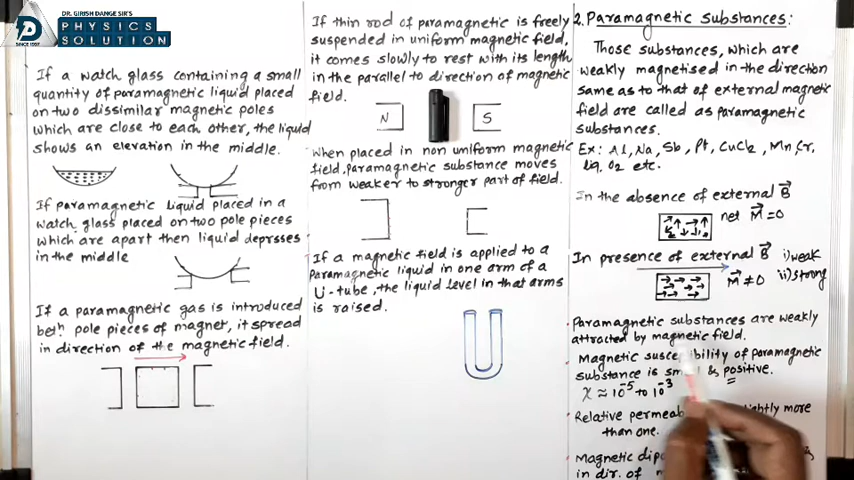 DR. GIRISH DANGE SIR'S
PHYSICS
SOLUTION
SINCE 1997
If a watch glass containing a small
quantity of paramagnetic liquid placed
on two dissimilar magnetic poles
which are close to each other, the liquid
shows an elevation in the middle.
If paramagnetic liquid placed in a
watch glass placed on two pole pieces
which are apart then liquid deprsses
in the middle
If a paramagnetic gas is introduced
betn pole pieces of magnet, it spread
in direction of the magnetic field.
If thin rod of paramagnetic is freely
suspended in uniform magnetic field,
it comes slowly to rest with its length
in the parallel to direction of magnetic
field.
N S
When placed in non uniform magnetic
field, paramagnetic substance moves
from weaker to stronger part of field.
If a magnetic field is applied to a
paramagnetic liquid in one arm of a
U-tube, the liquid level in that arms
is raised.
2. Paramagnetic Substances:
Those substances, which are
weakly magnetised in the direction
same as to that of external magnetic
field are called as paramagnetic
substances.
Ex: Al, Na, Sb, Pt, CuCl2, Mn, Cr,
liq. O2 etc.
In the absence of external B⃗
net M⃗ = 0
In presence of external B⃗ i) weak
M⃗ ≠ 0 ii) strong
Paramagnetic substances are weakly
attracted by magnetic field.
Magnetic susceptibility of paramagnetic
substance is small & positive.
χ ≈ 10⁻⁵ to 10⁻³
Relative more
than one.
Magnetic
in dir. of